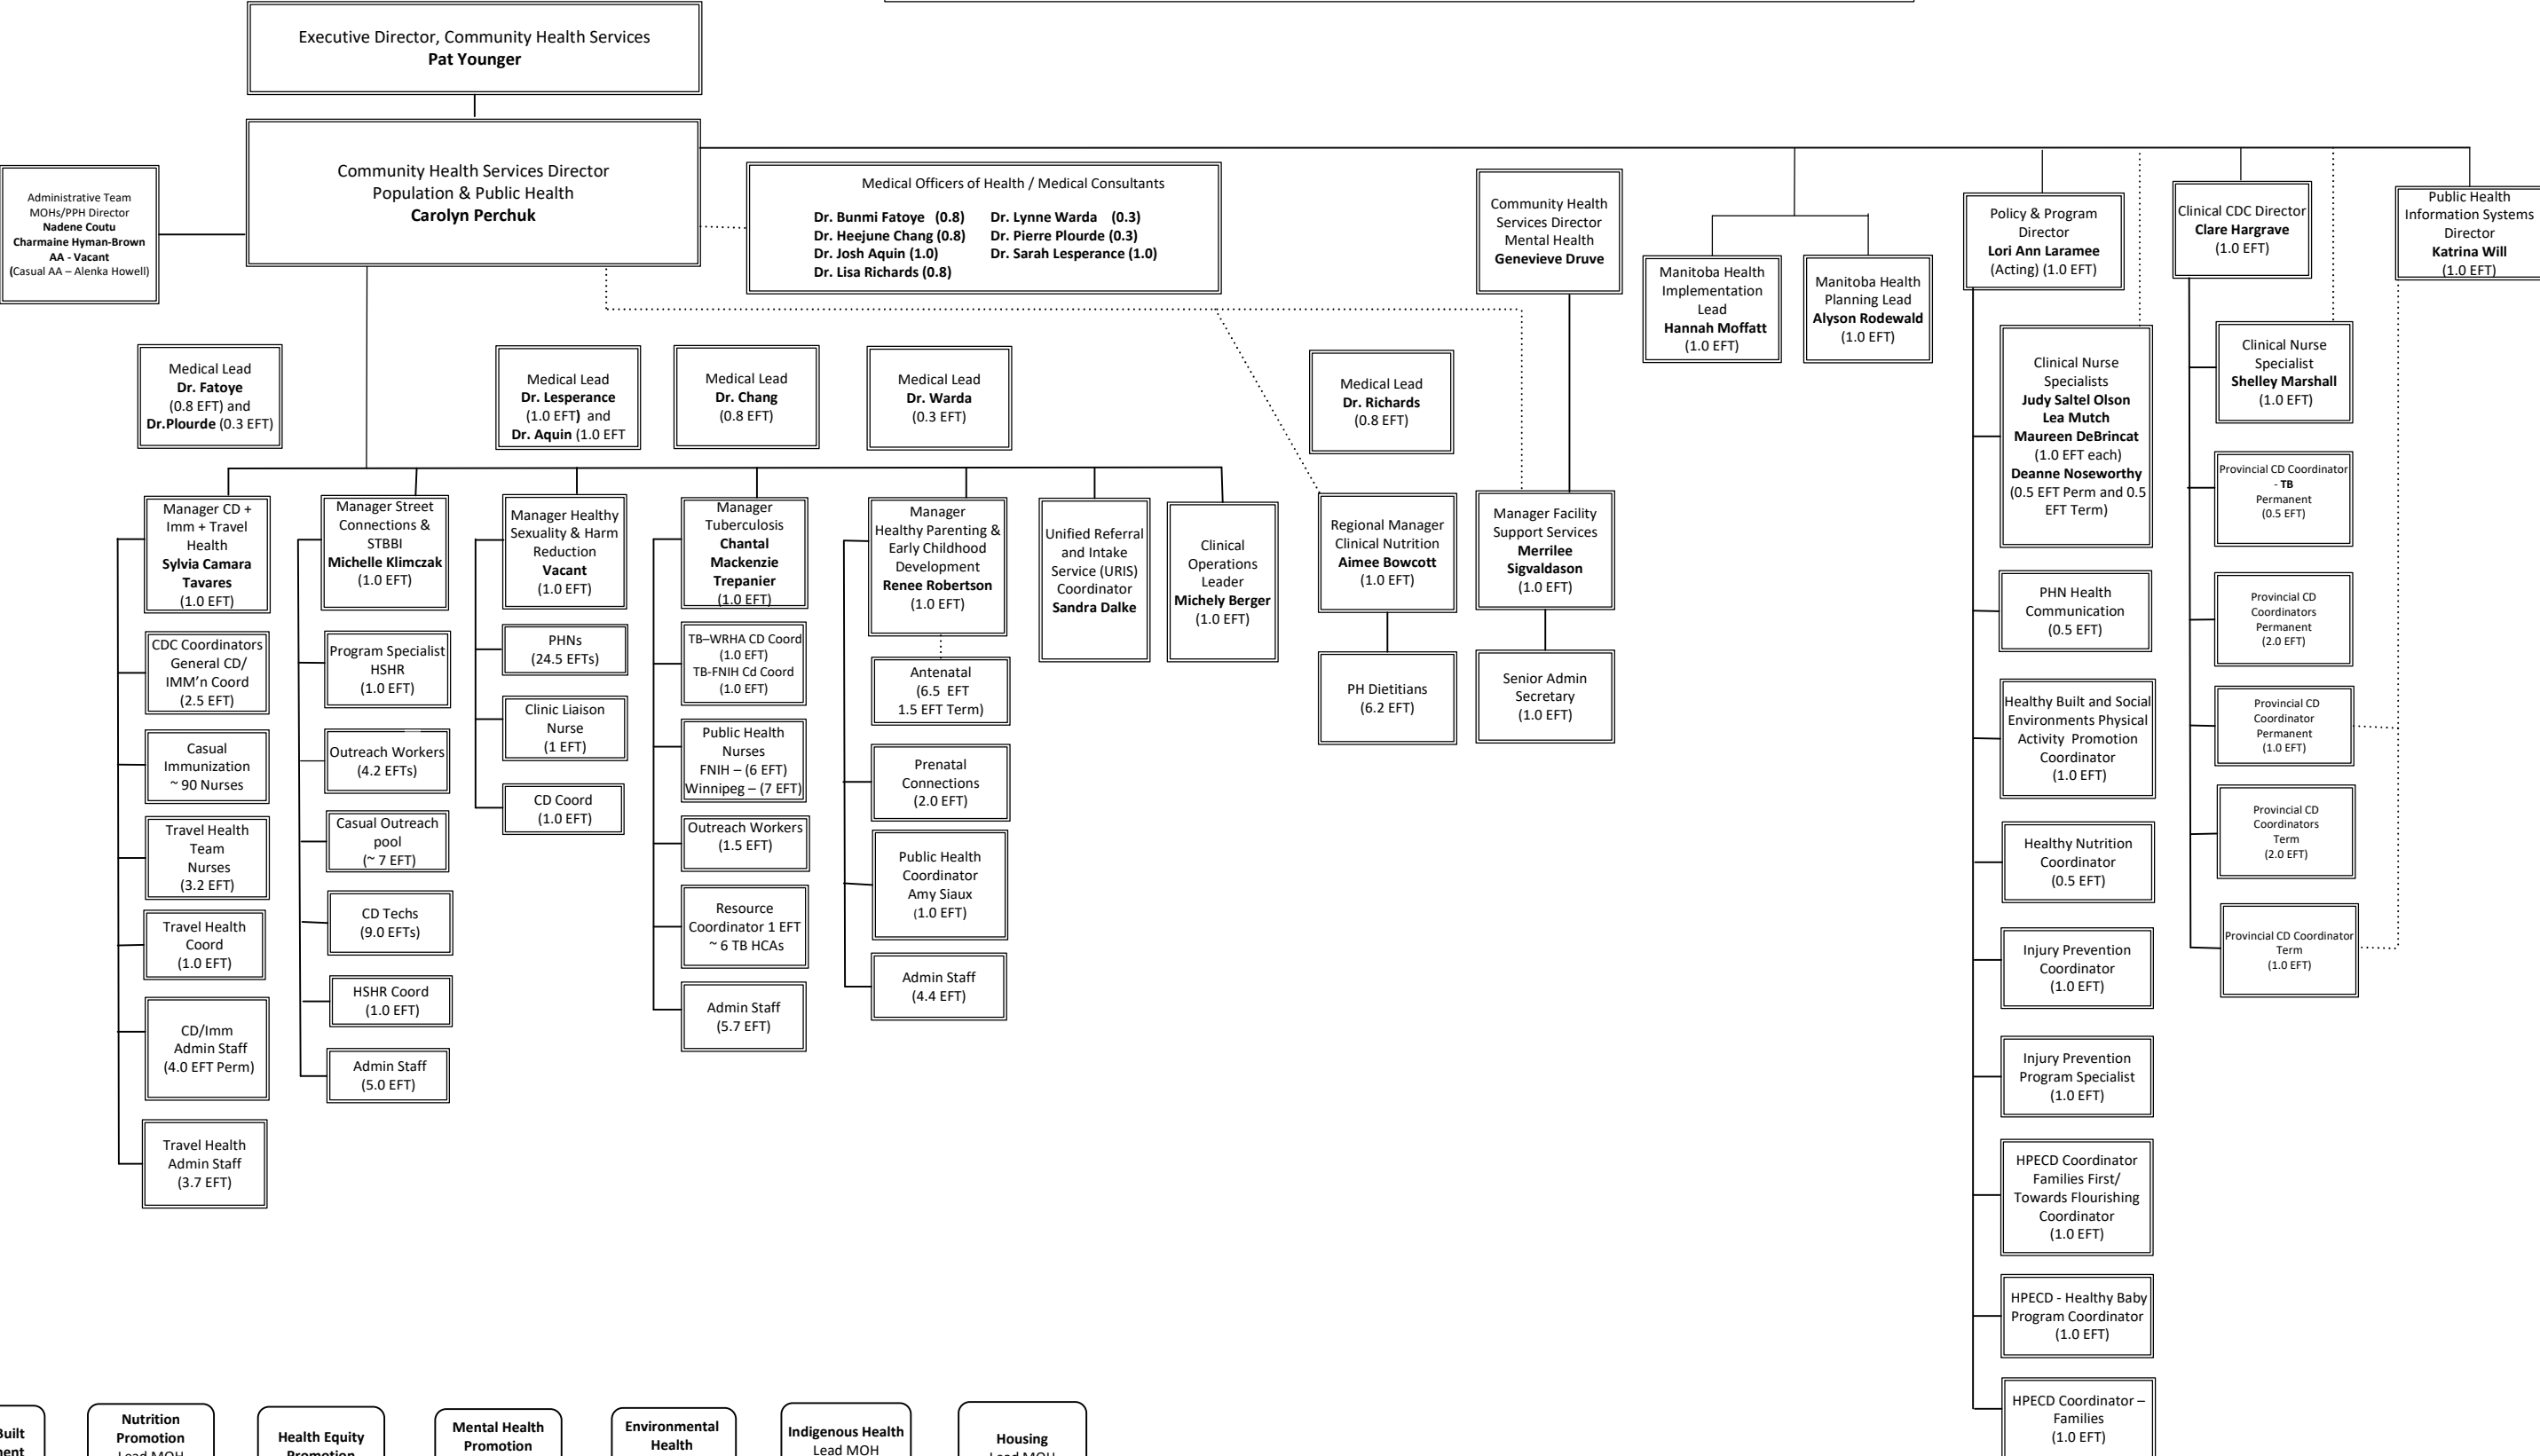 Executive Director, Community Health Services
Pat Younger
Community Health Services Director
Population & Public Health
Carolyn Perchuk
Administrative Team
MOHs/PPH Director
Nadene Coutu
Charmaine Hyman-Brown
AA - Vacant
(Casual AA – Alenka Howell)
Medical Officers of Health / Medical Consultants
Dr. Bunmi Fatoye (0.8) Dr. Lynne Warda (0.3)
Dr. Heejune Chang (0.8) Dr. Pierre Plourde (0.3)
Dr. Josh Aquin (1.0) Dr. Sarah Lesperance (1.0)
Dr. Lisa Richards (0.8)
Community Health
Services Director
Mental Health
Genevieve Druve
Manitoba Health
Implementation
Lead
Hannah Moffatt
(1.0 EFT)
Manitoba Health
Planning Lead
Alyson Rodewald
(1.0 EFT)
Policy & Program
Director
Lori Ann Laramee
(Acting) (1.0 EFT)
Clinical CDC Director
Clare Hargrave
(1.0 EFT)
Public Health
Information Systems
Director
Katrina Will
(1.0 EFT)
Medical Lead
Dr. Fatoye
(0.8 EFT) and
Dr.Plourde (0.3 EFT)
Medical Lead
Dr. Lesperance
(1.0 EFT) and
Dr. Aquin (1.0 EFT
Medical Lead
Dr. Chang
(0.8 EFT)
Medical Lead
Dr. Warda
(0.3 EFT)
Medical Lead
Dr. Richards
(0.8 EFT)
Manager CD +
Imm + Travel
Health
Sylvia Camara
Tavares
(1.0 EFT)
CDC Coordinators
General CD/
IMM’n Coord
(2.5 EFT)
Casual
Immunization
~ 90 Nurses
Travel Health
Team
Nurses
(3.2 EFT)
Travel Health
Coord
(1.0 EFT)
CD/Imm
Admin Staff
(4.0 EFT Perm)
Travel Health
Admin Staff
(3.7 EFT)
Manager Street
Connections &
STBBI
Michelle Klimczak
(1.0 EFT)
Program Specialist
HSHR
(1.0 EFT)
Outreach Workers
(4.2 EFTs)
Casual Outreach
pool
(~ 7 EFT)
CD Techs
(9.0 EFTs)
HSHR Coord
(1.0 EFT)
Admin Staff
(5.0 EFT)
Manager Healthy
Sexuality & Harm
Reduction
Vacant
(1.0 EFT)
PHNs
(24.5 EFTs)
Clinic Liaison
Nurse
(1 EFT)
CD Coord
(1.0 EFT)
Manager
Tuberculosis
Chantal
Mackenzie
Trepanier
(1.0 EFT)
TB–WRHA CD Coord
(1.0 EFT)
TB-FNIH Cd Coord
(1.0 EFT)
Public Health
Nurses
FNIH – (6 EFT)
Winnipeg – (7 EFT)
Outreach Workers
(1.5 EFT)
Resource
Coordinator 1 EFT
~ 6 TB HCAs
Admin Staff
(5.7 EFT)
Manager
Healthy Parenting &
Early Childhood
Development
Renee Robertson
(1.0 EFT)
Antenatal
(6.5 EFT
1.5 EFT Term)
Prenatal
Connections
(2.0 EFT)
Public Health
Coordinator
Amy Siaux
(1.0 EFT)
Admin Staff
(4.4 EFT)
Unified Referral
and Intake
Service (URIS)
Coordinator
Sandra Dalke
Clinical
Operations
Leader
Michely Berger
(1.0 EFT)
Regional Manager
Clinical Nutrition
Aimee Bowcott
(1.0 EFT)
PH Dietitians
(6.2 EFT)
Manager Facility
Support Services
Merrilee
Sigvaldason
(1.0 EFT)
Senior Admin
Secretary
(1.0 EFT)
Clinical Nurse
Specialists
Judy Saltel Olson
Lea Mutch
Maureen DeBrincat
(1.0 EFT each)
Deanne Noseworthy
(0.5 EFT Perm and 0.5
EFT Term)
PHN Health
Communication
(0.5 EFT)
Healthy Built and Social
Environments Physical
Activity Promotion
Coordinator
(1.0 EFT)
Healthy Nutrition
Coordinator
(0.5 EFT)
Injury Prevention
Coordinator
(1.0 EFT)
Injury Prevention
Program Specialist
(1.0 EFT)
HPECD Coordinator
Families First/
Towards Flourishing
Coordinator
(1.0 EFT)
HPECD - Healthy Baby
Program Coordinator
(1.0 EFT)
HPECD Coordinator –
Families
(1.0 EFT)
Clinical Nurse
Specialist
Shelley Marshall
(1.0 EFT)
Provincial CD Coordinator
- TB
Permanent
(0.5 EFT)
Provincial CD
Coordinators
Permanent
(2.0 EFT)
Provincial CD
Coordinator
Permanent
(1.0 EFT)
Provincial CD
Coordinators
Term
(2.0 EFT)
Provincial CD Coordinator
Term
(1.0 EFT)
Built
Nutrition
Promotion
Lead MOH
Health Equity
Promotion
Mental Health
Promotion
Environmental
Health
Indigenous Health
Lead MOH
Housing
Lead MOH